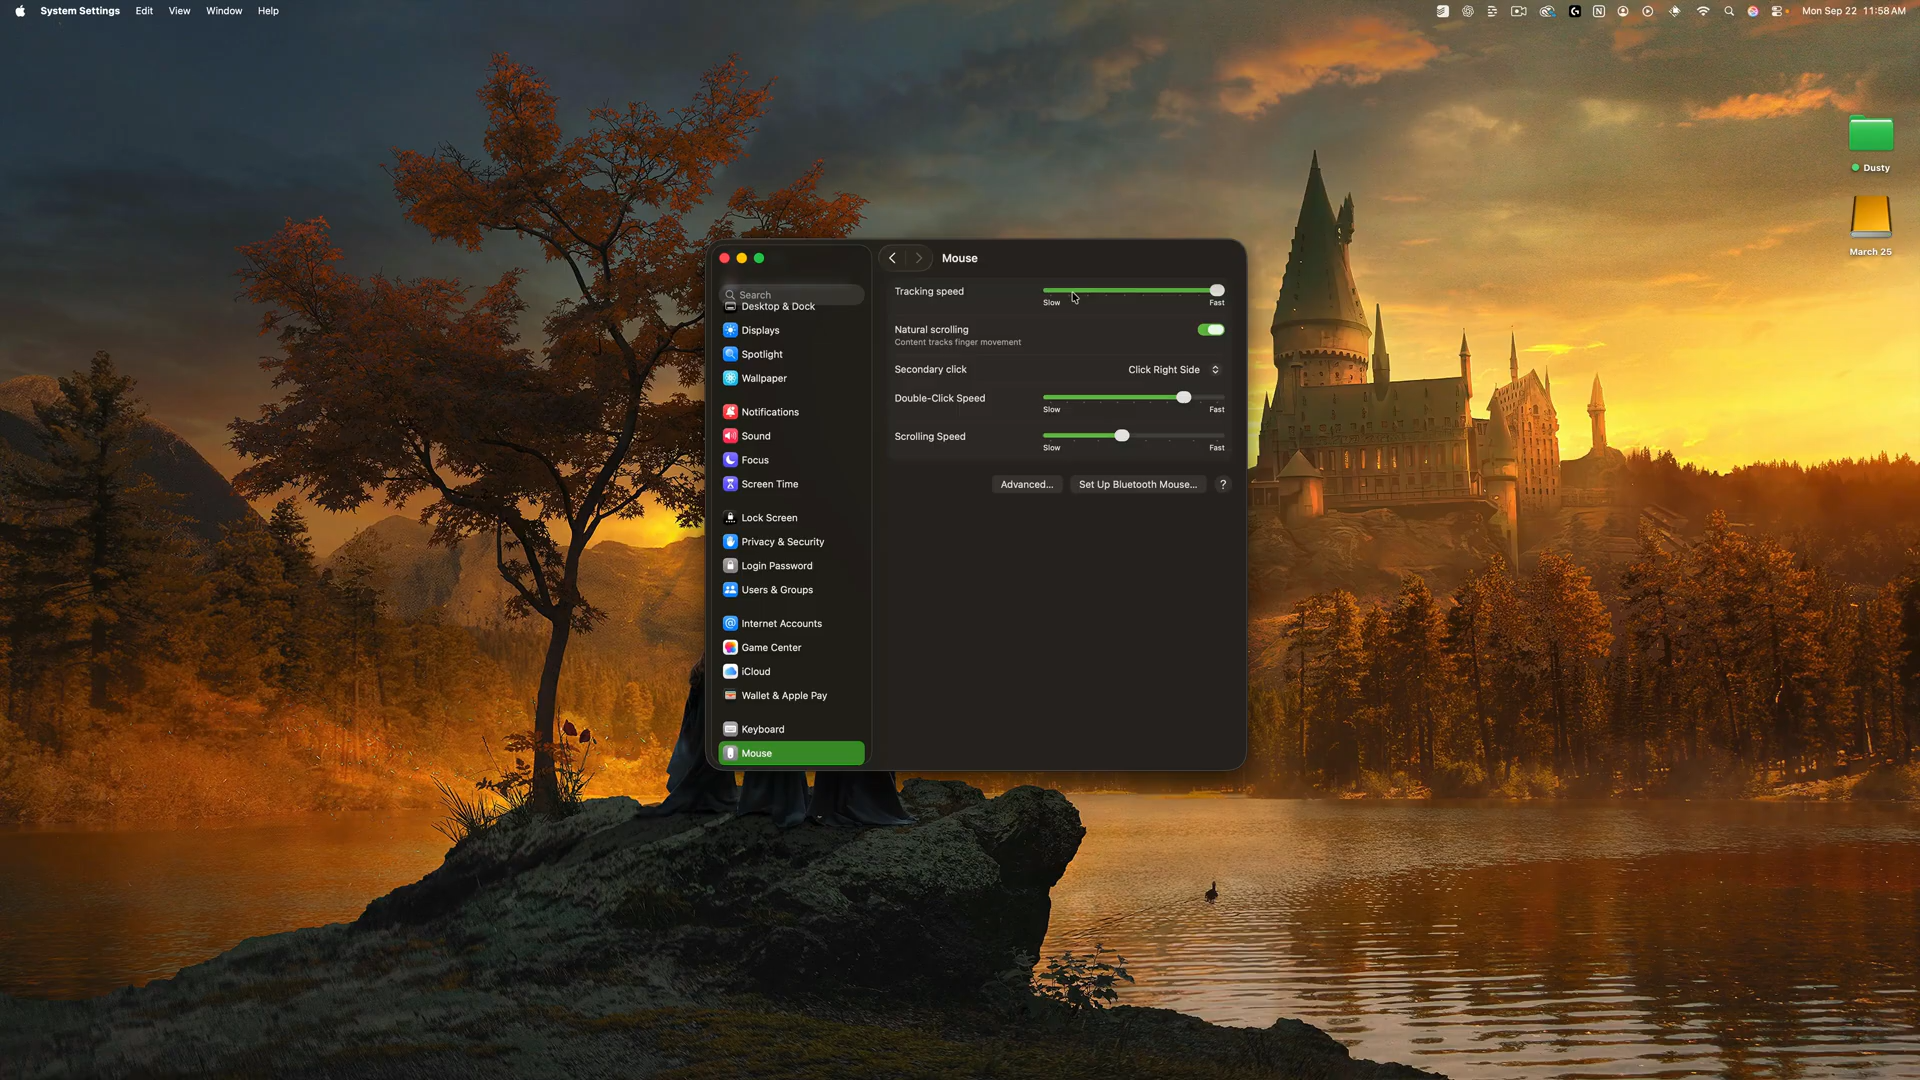 System Settings Edit View Window Help
Mon Sep 22 11:58 AM
Dusty
March 25
Mouse
Search
Desktop & Dock
Displays
Spotlight
Wallpaper
Notifications
Sound
Focus
Screen Time
Lock Screen
Privacy & Security
Login Password
Users & Groups
Internet Accounts
Game Center
iCloud
Wallet & Apple Pay
Keyboard
Mouse
Tracking speed
Slow Fast
Natural scrolling
Content tracks finger movement
Secondary click Click Right Side
Double-Click Speed
Slow Fast
Scrolling Speed
Slow Fast
Advanced... Set Up Bluetooth Mouse... ?